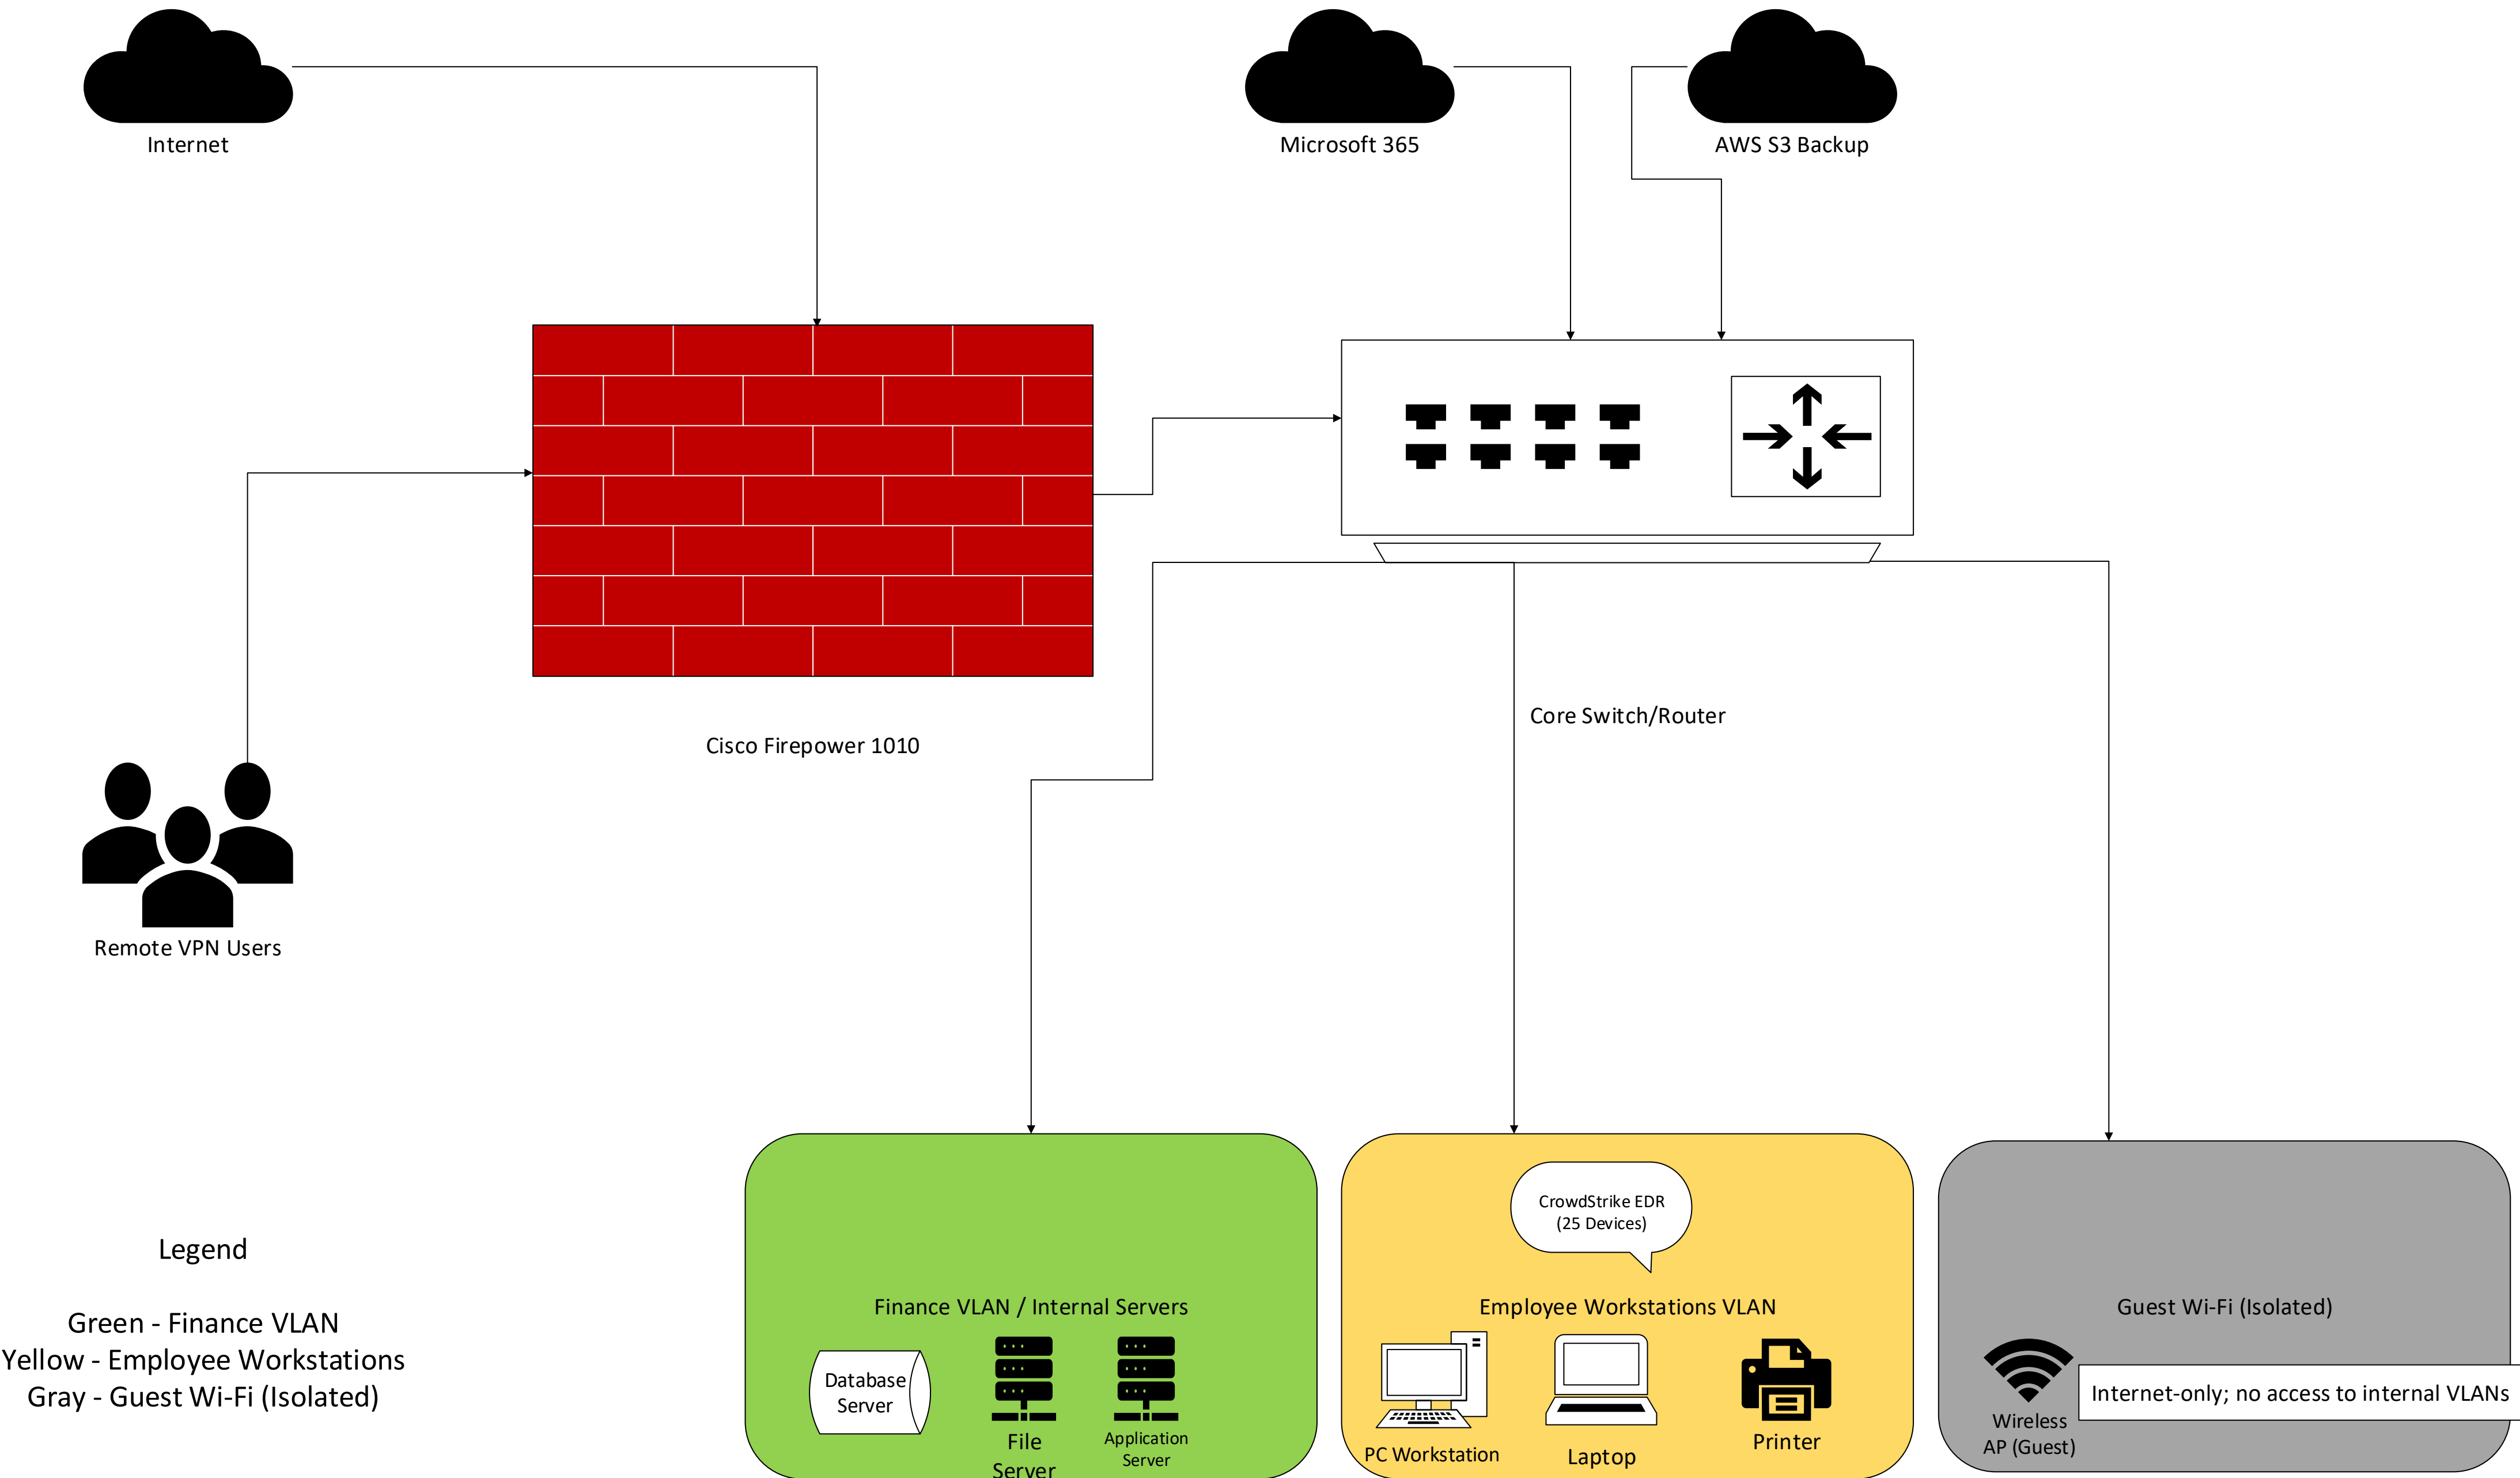 Internet
Microsoft 365
AWS S3 Backup
Core Switch/Router
Cisco Firepower 1010
Remote VPN Users
CrowdStrike EDR
(25 Devices)
Legend
Green - Finance VLAN
Yellow - Employee Workstations
Gray - Guest Wi-Fi (Isolated)
Finance VLAN / Internal Servers
Database
Server
File
Server
Application
Server
Employee Workstations VLAN
PC Workstation
Laptop
Printer
Guest Wi-Fi (Isolated)
Wireless
AP (Guest)
Internet-only; no access to internal VLANs